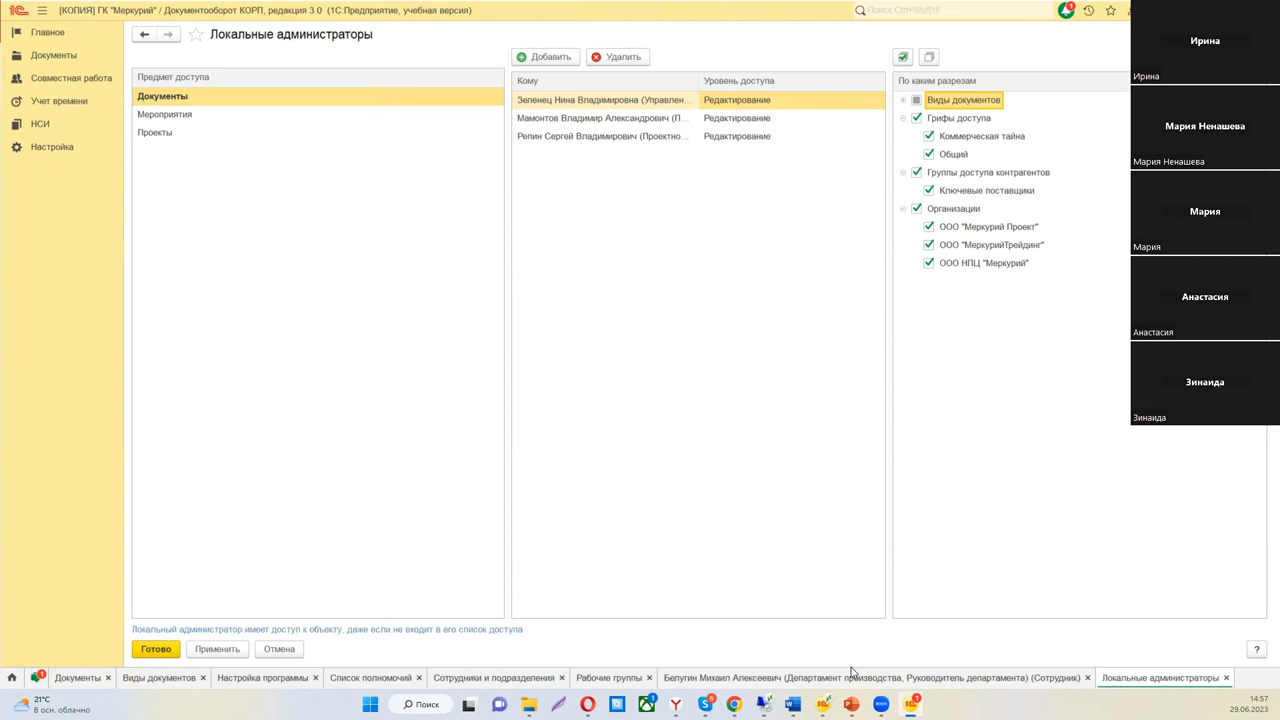 [КОПИЯ] ГК "Меркурий" / Документооборот КОРП, редакция 3.0 (1С:Предприятие, учебная версия)
Поиск Ctrl+Shift+F
Главное
Документы
Совместная работа
Учет времени
НСИ
Настройка
Локальные администраторы
Добавить
Удалить
Предмет доступа
Документы
Мероприятия
Проекты
Кому
Уровень доступа
Зеленец Нина Владимировна (Управлен...
Редактирование
Мамонтов Владимир Александрович (П...
Редактирование
Репин Сергей Владимирович (Проектно...
Редактирование
По каким разрезам
Виды документов
Грифы доступа
Коммерческая тайна
Общий
Группы доступа контрагентов
Ключевые поставщики
Организации
ООО "Меркурий Проект"
ООО "МеркурийТрейдинг"
ООО НПЦ "Меркурий"
Ирина
Ирина
Мария Ненашева
Мария Ненашева
Мария
Мария
Анастасия
Анастасия
Зинаида
Зинаида
Локальный администратор имеет доступ к объекту, даже если не входит в его список доступа
Готово
Применить
Отмена
?
Документы
Виды документов
Настройка программы
Список полномочий
Сотрудники и подразделения
Рабочие группы
Белугин Михаил Алексеевич (Департамент производства, Руководитель департамента) (Сотрудник)
Локальные администраторы
21°C
В осн. облачно
Поиск
14:57
29.06.2023